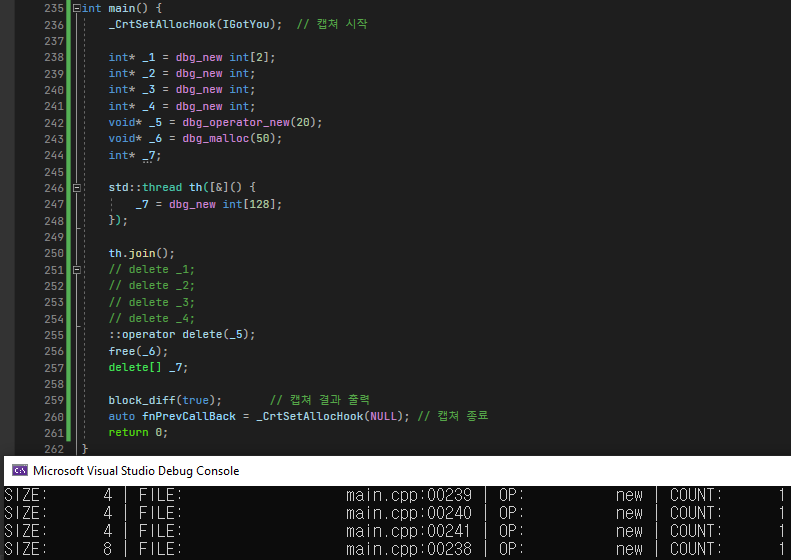 235 int main() {
236 _CrtSetAllocHook(IGotYou); // 캡쳐 시작
237
238 int* _1 = dbg_new int[2];
239 int* _2 = dbg_new int;
240 int* _3 = dbg_new int;
241 int* _4 = dbg_new int;
242 void* _5 = dbg_operator_new(20);
243 void* _6 = dbg_malloc(50);
244 int* _7;
245
246 std::thread th([&]() {
247 _7 = dbg_new int[128];
248 });
249
250 th.join();
251 // delete _1;
252 // delete _2;
253 // delete _3;
254 // delete _4;
255 ::operator delete(_5);
256 free(_6);
257 delete[] _7;
258
259 block_diff(true); // 캡쳐 결과 출력
260 auto fnPrevCallBack = _CrtSetAllocHook(NULL); // 캡쳐 종료
261 return 0;
262 }
Microsoft Visual Studio Debug Console
SIZE: 4 | FILE: main.cpp:00239 | OP: new | COUNT: 1
SIZE: 4 | FILE: main.cpp:00240 | OP: new | COUNT: 1
SIZE: 4 | FILE: main.cpp:00241 | OP: new | COUNT: 1
SIZE: 8 | FILE: main.cpp:00238 | OP: new | COUNT: 1